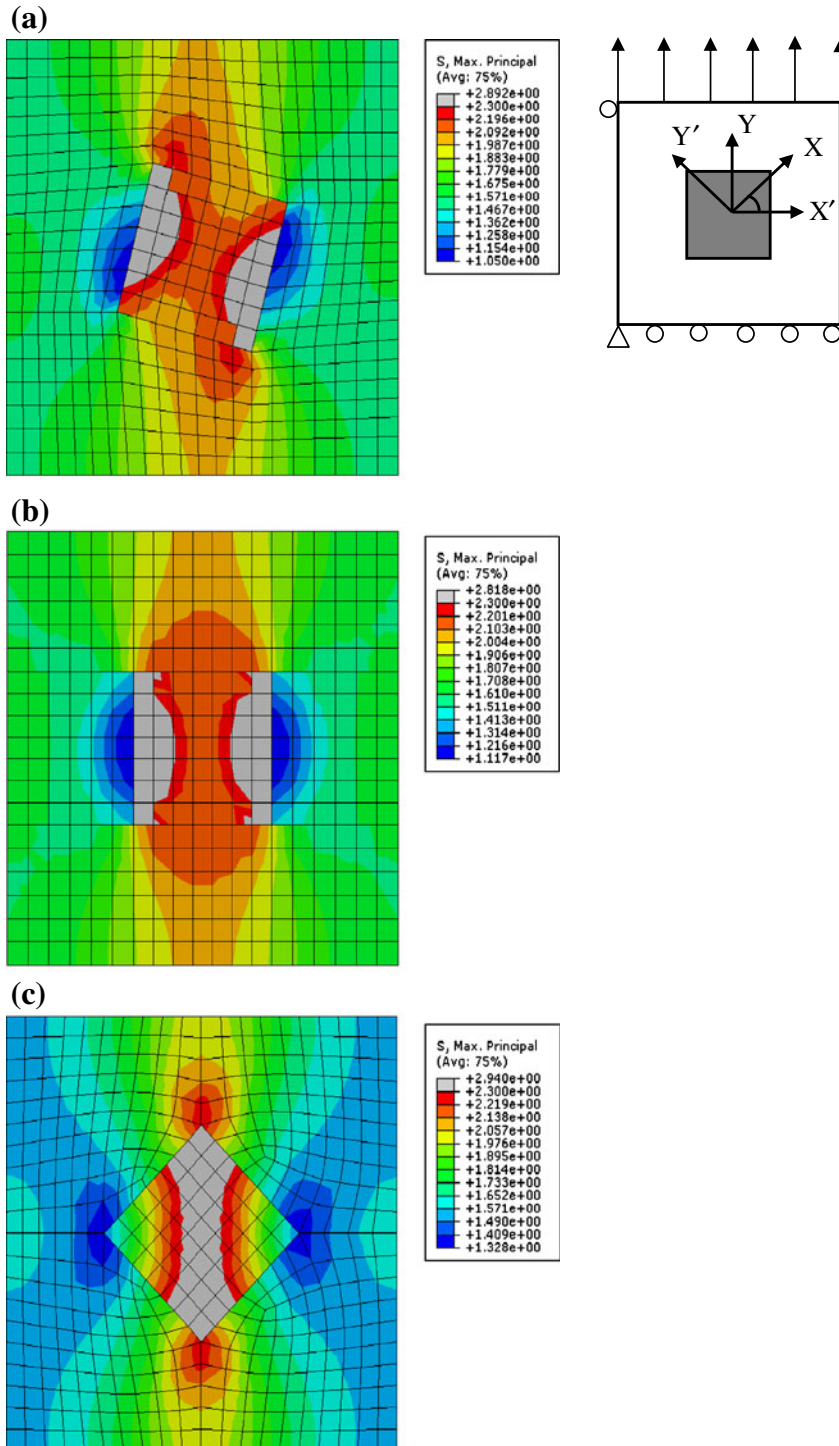 (a)
S, Max. Principal
(Avg: 75%)
+2.892e+00
+2.300e+00
+2.196e+00
+2.092e+00
+1.987e+00
+1.883e+00
+1.779e+00
+1.675e+00
+1.571e+00
+1.467e+00
+1.362e+00
+1.258e+00
+1.154e+00
+1.050e+00
Y′ Y X
X′
(b)
S, Max. Principal
(Avg: 75%)
+2.818e+00
+2.300e+00
+2.201e+00
+2.103e+00
+2.004e+00
+1.906e+00
+1.807e+00
+1.708e+00
+1.610e+00
+1.511e+00
+1.413e+00
+1.314e+00
+1.216e+00
+1.117e+00
(c)
S, Max. Principal
(Avg: 75%)
+2.940e+00
+2.300e+00
+2.219e+00
+2.138e+00
+2.057e+00
+1.976e+00
+1.895e+00
+1.814e+00
+1.733e+00
+1.652e+00
+1.571e+00
+1.490e+00
+1.409e+00
+1.328e+00